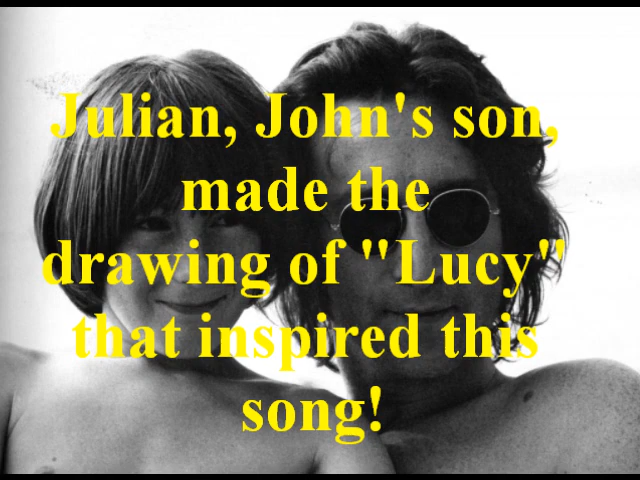 Julian, John's son,
made the
drawing of "Lucy"
that inspired this
song!